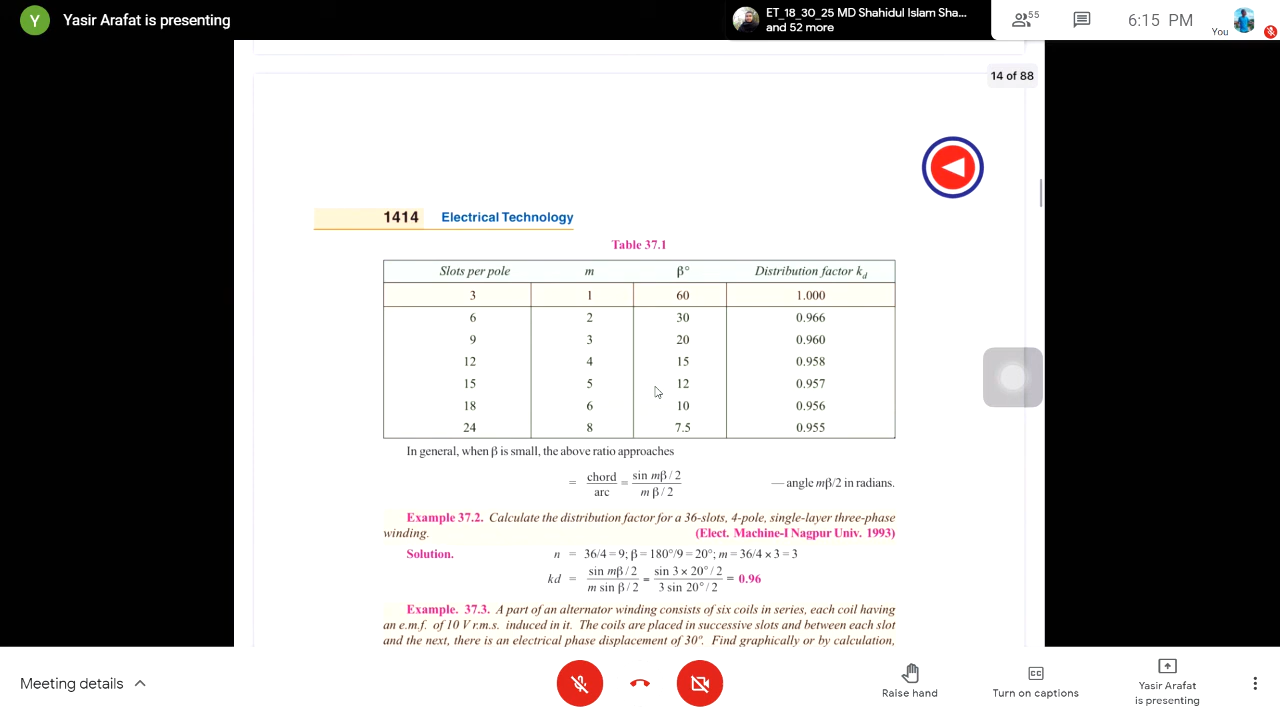 Y Yasir Arafat is presenting
ET_18_30_25 MD Shahidul Islam Sha...
and 52 more
55
6:15 PM
You
14 of 88
1414 Electrical Technology
Table 37.1
Slots per pole m β° Distribution factor kd
3 1 60 1.000
6 2 30 0.966
9 3 20 0.960
12 4 15 0.958
15 5 12 0.957
18 6 10 0.956
24 8 7.5 0.955
In general, when β is small, the above ratio approaches
= chord/arc = sin mβ/2 / m β/2 — angle mβ/2 in radians.
Example 37.2. Calculate the distribution factor for a 36-slots, 4-pole, single-layer three-phase
winding. (Elect. Machine-I Nagpur Univ. 1993)
Solution. n = 36/4 = 9; β = 180°/9 = 20°; m = 36/4 × 3 = 3
kd = sin mβ/2 / m sin β/2 = sin 3 × 20°/2 / 3 sin 20°/2 = 0.96
Example. 37.3. A part of an alternator winding consists of six coils in series, each coil having
an e.m.f. of 10 V r.m.s. induced in it. The coils are placed in successive slots and between each slot
and the next, there is an electrical phase displacement of 30º. Find graphically or by calculation,
Meeting details
Raise hand
CC
Turn on captions
Yasir Arafat
is presenting